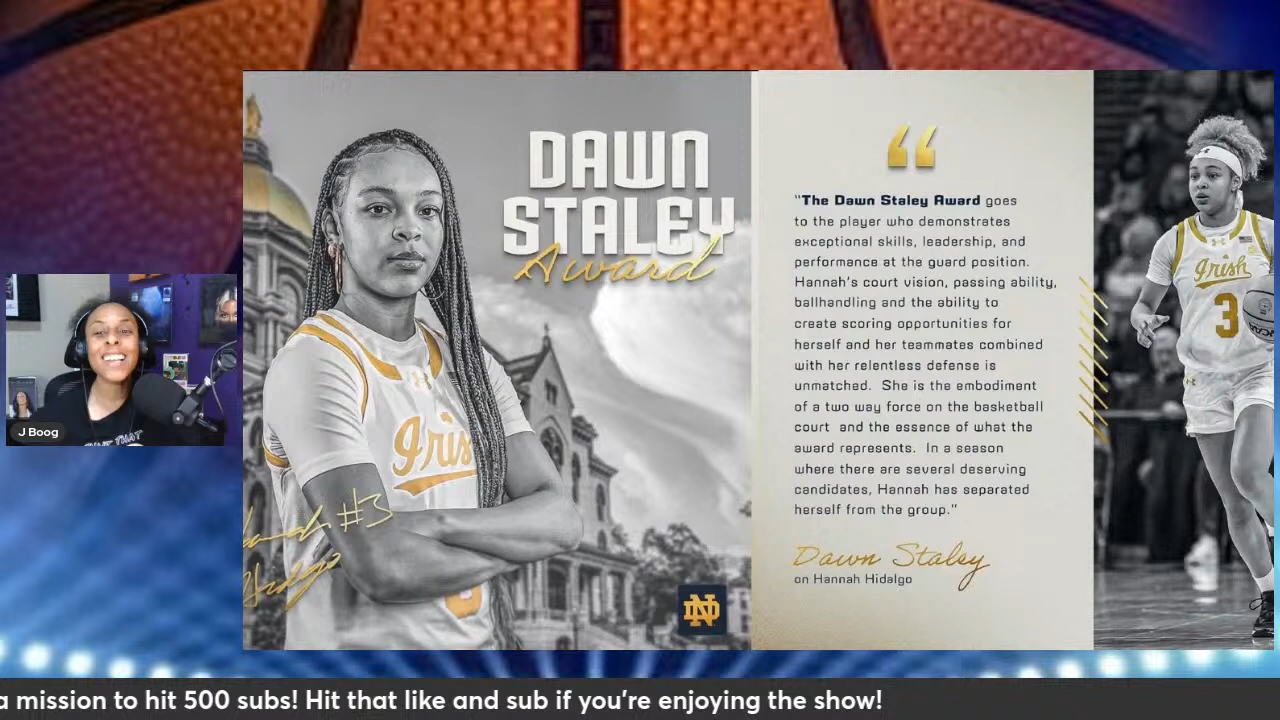 DAWN
STALEY
Award
“The Dawn Staley Award goes
to the player who demonstrates
exceptional skills, leadership, and
performance at the guard position.
Hannah's court vision, passing ability,
ballhandling and the ability to
create scoring opportunities for
herself and her teammates combined
with her relentless defense is
unmatched. She is the embodiment
of a two way force on the basketball
court and the essence of what the
award represents. In a season
where there are several deserving
candidates, Hannah has separated
herself from the group.”
Dawn Staley
on Hannah Hidalgo
Irish
3
#3
ND
J Boog
a mission to hit 500 subs! Hit that like and sub if you're enjoying the show!